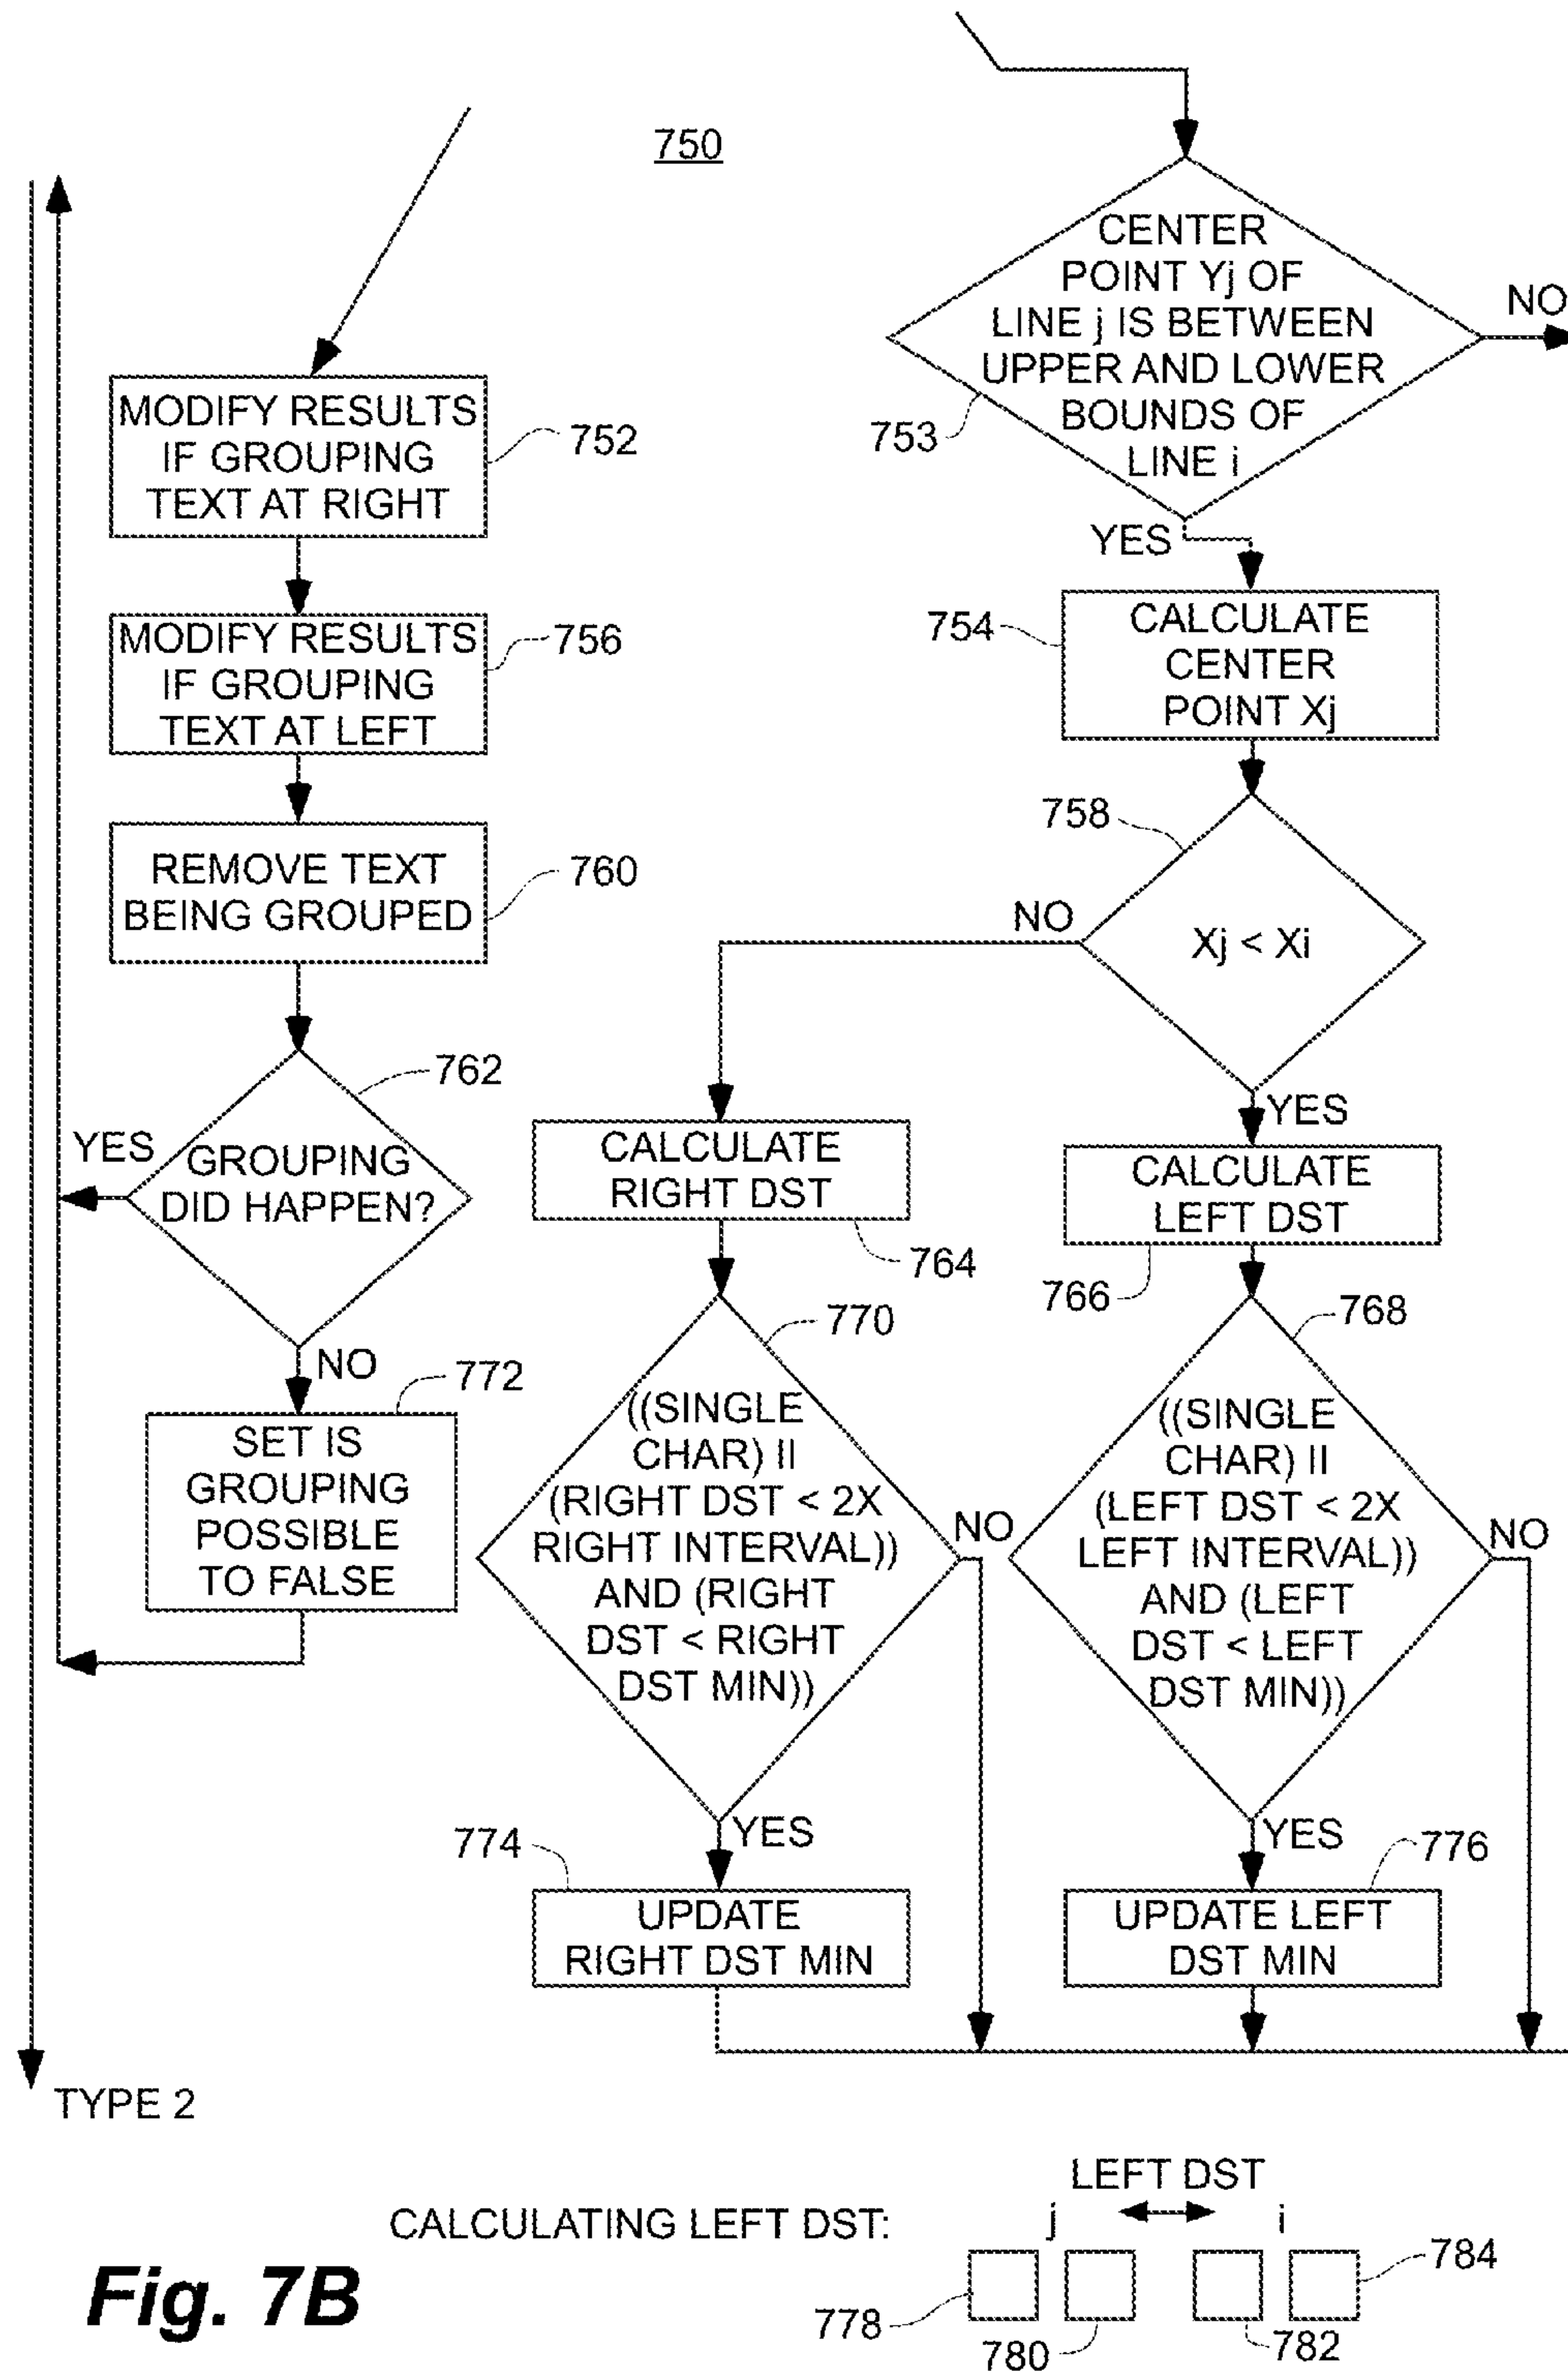 750
CENTER
POINT Yj OF
LINE j IS BETWEEN
UPPER AND LOWER
BOUNDS OF
LINE i
NO
753
YES
MODIFY RESULTS
IF GROUPING
TEXT AT RIGHT
752
MODIFY RESULTS
IF GROUPING
TEXT AT LEFT
756
754
CALCULATE
CENTER
POINT Xj
REMOVE TEXT
BEING GROUPED
760
758
NO
Xj < Xi
YES
762
YES
GROUPING
DID HAPPEN?
NO
CALCULATE
RIGHT DST
764
CALCULATE
LEFT DST
766
772
SET IS
GROUPING
POSSIBLE
TO FALSE
770
((SINGLE
CHAR) II
(RIGHT DST < 2X
RIGHT INTERVAL))
AND (RIGHT
DST < RIGHT
DST MIN))
NO
YES
768
((SINGLE
CHAR) II
(LEFT DST < 2X
LEFT INTERVAL))
AND (LEFT
DST < LEFT
DST MIN))
NO
YES
774
UPDATE
RIGHT DST MIN
776
UPDATE LEFT
DST MIN
TYPE 2
LEFT DST
CALCULATING LEFT DST:
j
i
778
780
782
784
Fig. 7B